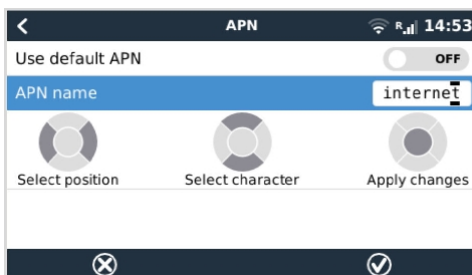 APN R 14:53
Use default APN OFF
APN name internet
Select position Select character Apply changes